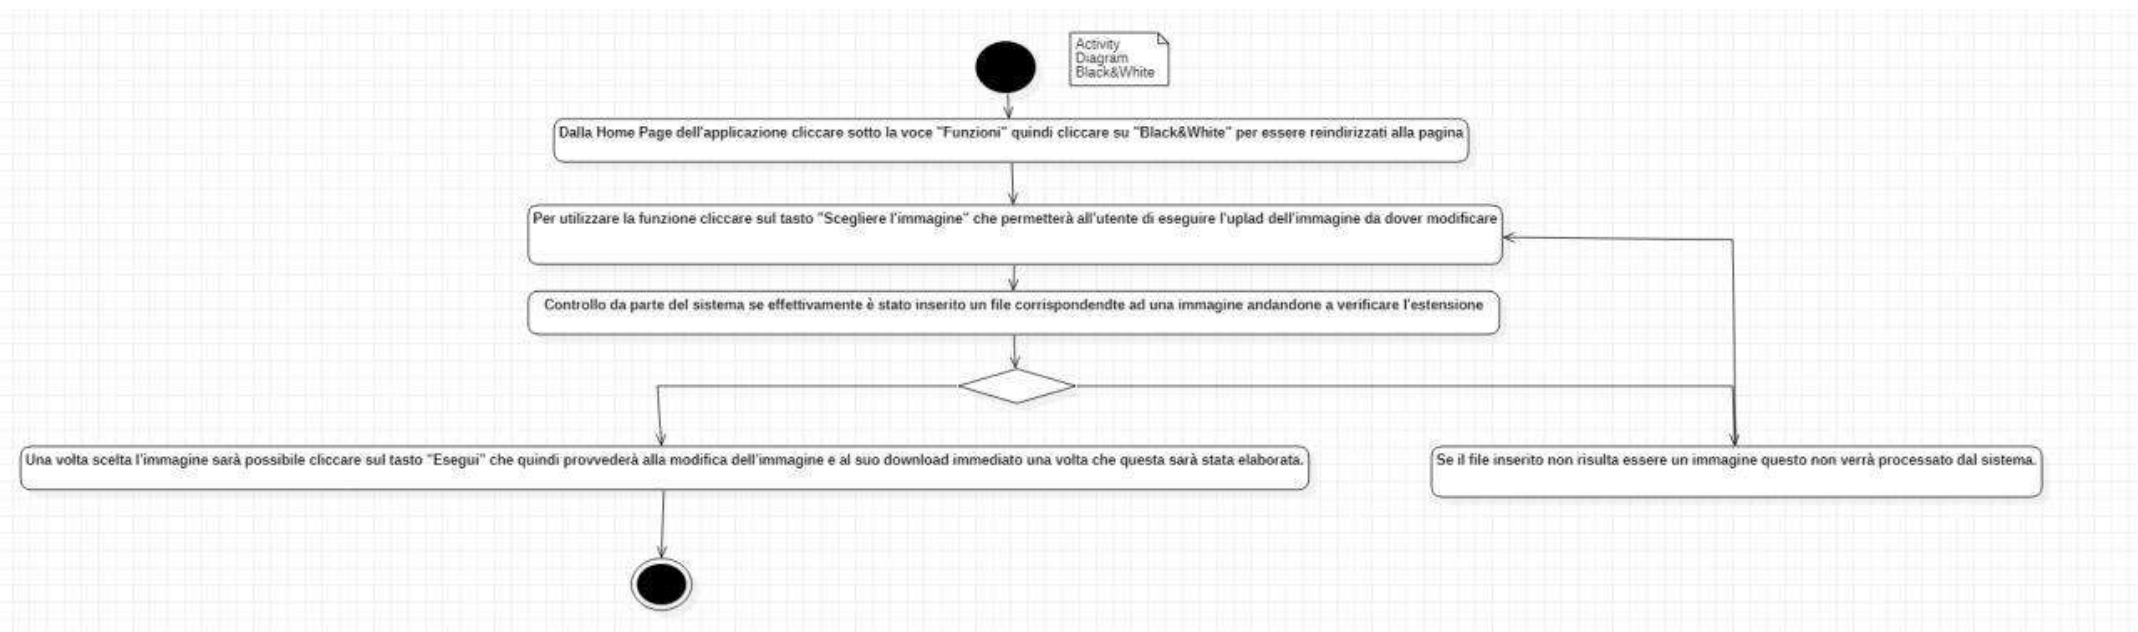 Activity
Diagram
Black&White
Dalla Home Page dell'applicazione cliccare sotto la voce "Funzioni" quindi cliccare su "Black&White" per essere reindirizzati alla pagina
Per utilizzare la funzione cliccare sul tasto "Scegliere l'immagine" che permetterà all'utente di eseguire l'uplad dell'immagine da dover modificare
Controllo da parte del sistema se effettivamente è stato inserito un file corrispondendte ad una immagine andandone a verificare l'estensione
Una volta scelta l'immagine sarà possibile cliccare sul tasto "Esegui" che quindi provvederà alla modifica dell'immagine e al suo download immediato una volta che questa sarà stata elaborata.
Se il file inserito non risulta essere un immagine questo non verrà processato dal sistema.